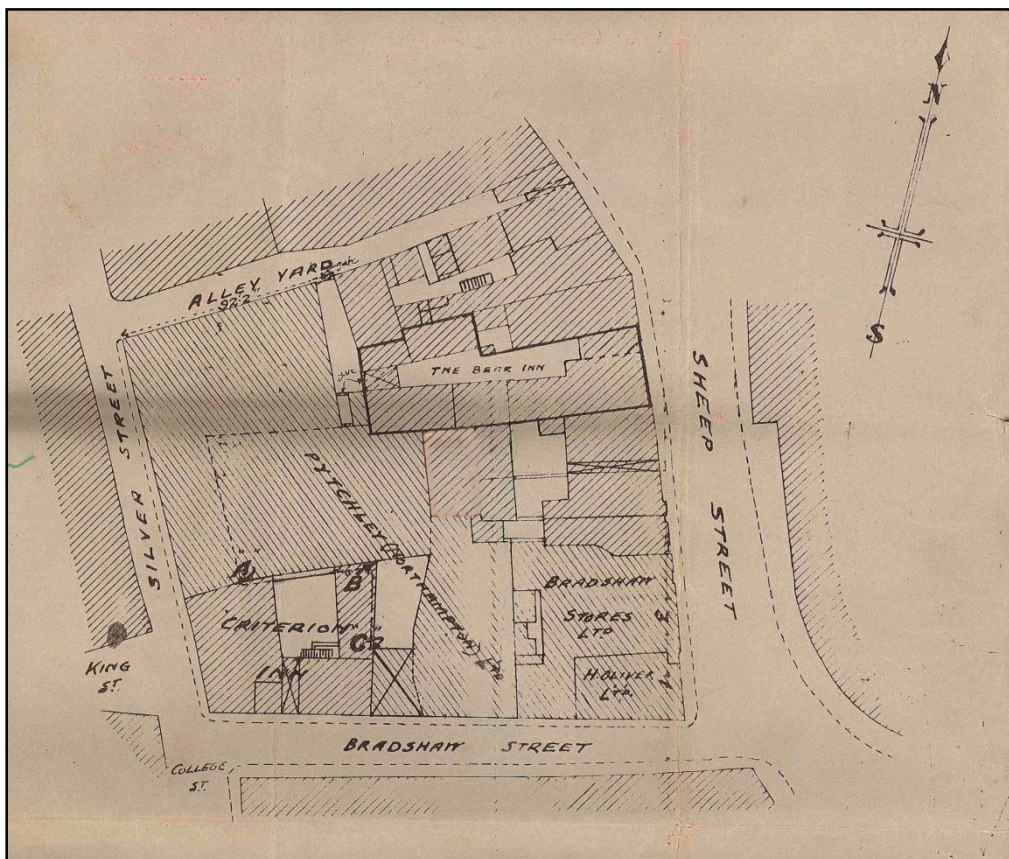 N
S
ALLEY YARD
92'2"
gate
THE BEAR INN
SILVER STREET
SHEEP STREET
PYTCHLEY (NORTHAMPTON) LTD
A
B
C
CRITERION
INN
BRADSHAW
STORES
LTD
H. OLIVER
LTD.
KING
ST.
BRADSHAW STREET
COLLEGE
ST.